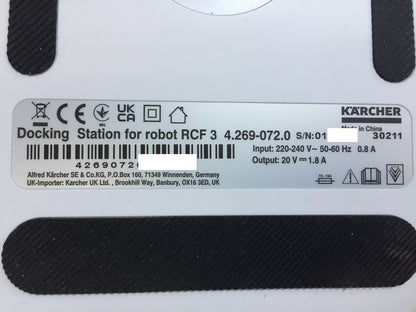 UK
CA
KÄRCHER
Made in China
Docking Station for robot RCF 3 4.269-072.0 S/N:01 30211
Input: 220-240 V~ 50-60 Hz 0.8 A
Output: 20 V⎓ 1.8 A
4269072
Alfred Kärcher SE & Co.KG, P.O.Box 160, 71349 Winnenden, Germany
UK-Importer: Karcher UK Ltd., Brookhill Way, Banbury, OX16 3ED, UK